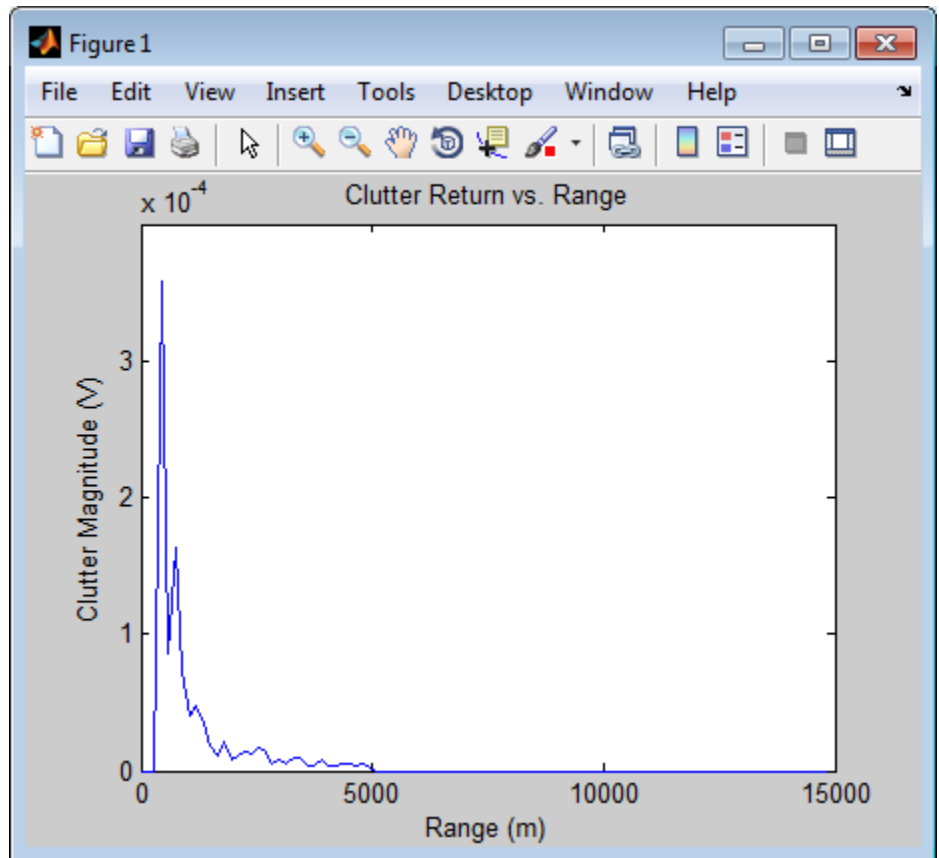 Figure 1
File Edit View Insert Tools Desktop Window Help
x 10-4
Clutter Return vs. Range
3
2
1
0
Clutter Magnitude (V)
0 5000 10000 15000
Range (m)